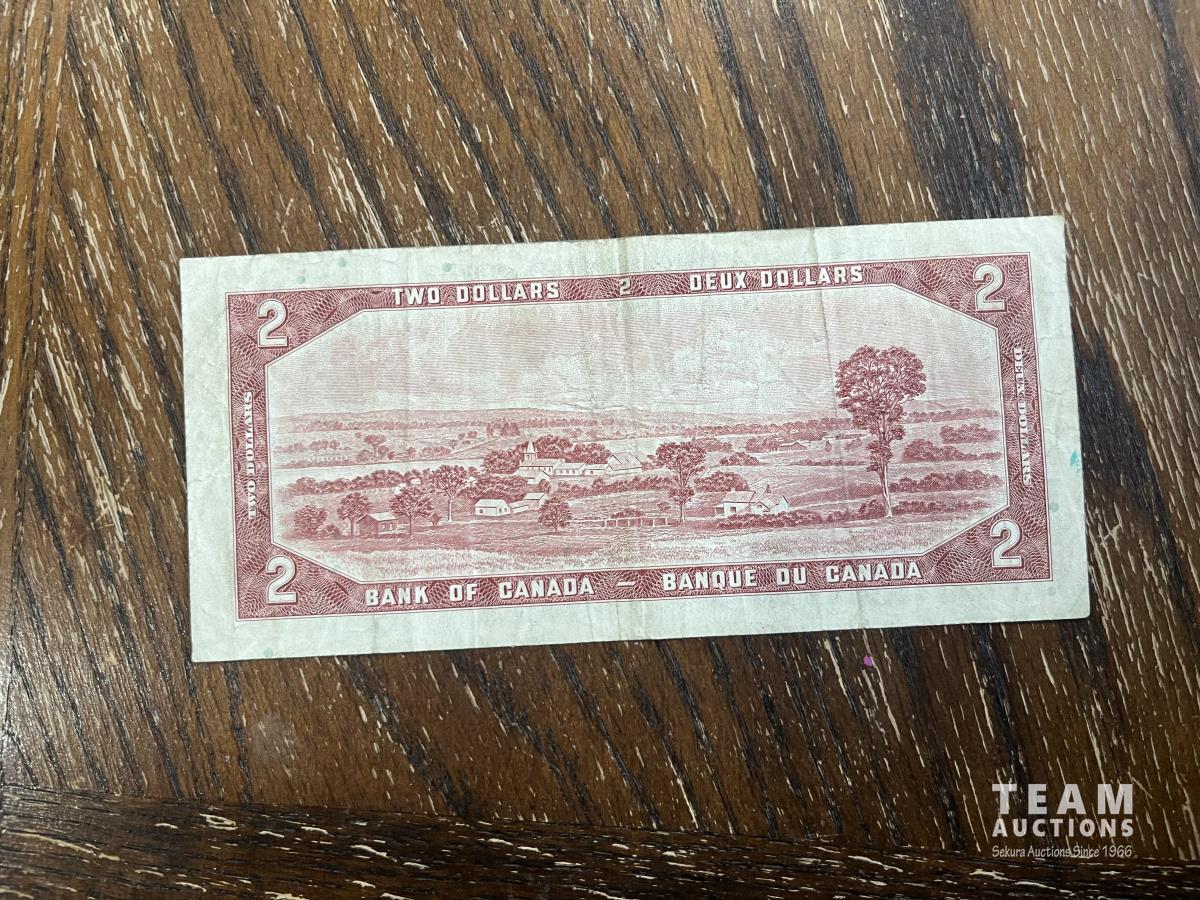 2 TWO DOLLARS 2 DEUX DOLLARS 2
TWO DOLLARS
DEUX DOLLARS
2 BANK OF CANADA – BANQUE DU CANADA 2
TEAM
AUCTIONS
Sekura Auctions Since 1966